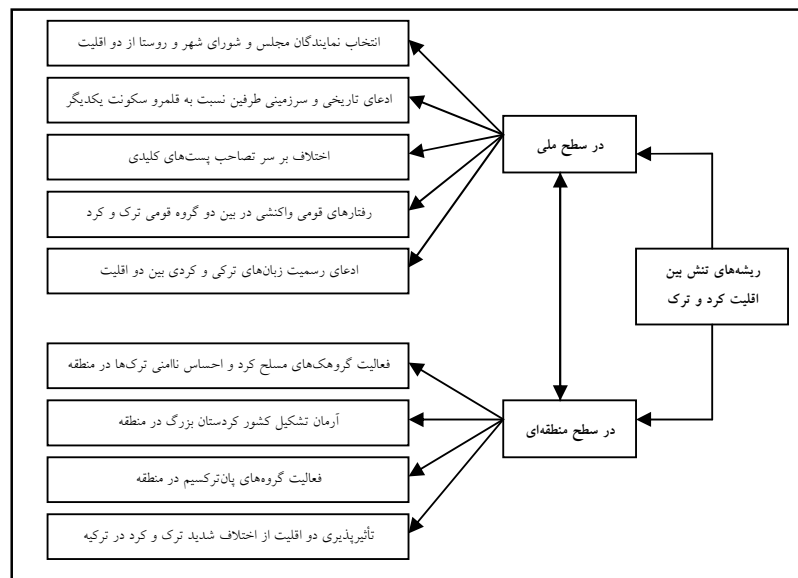 ریشه‌های تنش بین
اقلیت کرد و ترک
در سطح ملی
انتخاب نمایندگان مجلس و شورای شهر و روستا از دو اقلیت
ادعای تاریخی و سرزمینی طرفین نسبت به قلمرو سکونت یکدیگر
اختلاف بر سر تصاحب پست‌های کلیدی
رفتارهای قومی واکنشی در بین دو گروه قومی ترک و کرد
ادعای رسمیت زبان‌های ترکی و کردی بین دو اقلیت
در سطح منطقه‌ای
فعالیت گروهک‌های مسلح کرد و احساس ناامنی ترک‌ها در منطقه
آرمان تشکیل کشور کردستان بزرگ در منطقه
فعالیت گروه‌های پان‌ترکسیم در منطقه
تأثیرپذیری دو اقلیت از اختلاف شدید ترک و کرد در ترکیه